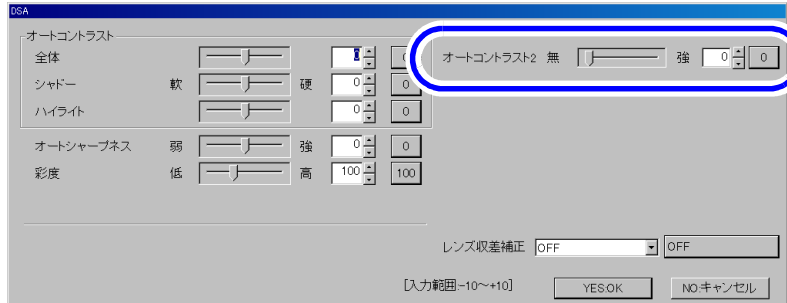 DSA
オートコントラスト
全体 0
シャドー 軟 硬 0 0
ハイライト 0 0
オートシャープネス 弱 強 0 0
彩度 低 高 100 100
オートコントラスト2 無 強 0 0
レンズ収差補正 OFF OFF
[入力範囲:-10~+10] YES:OK NO:キャンセル